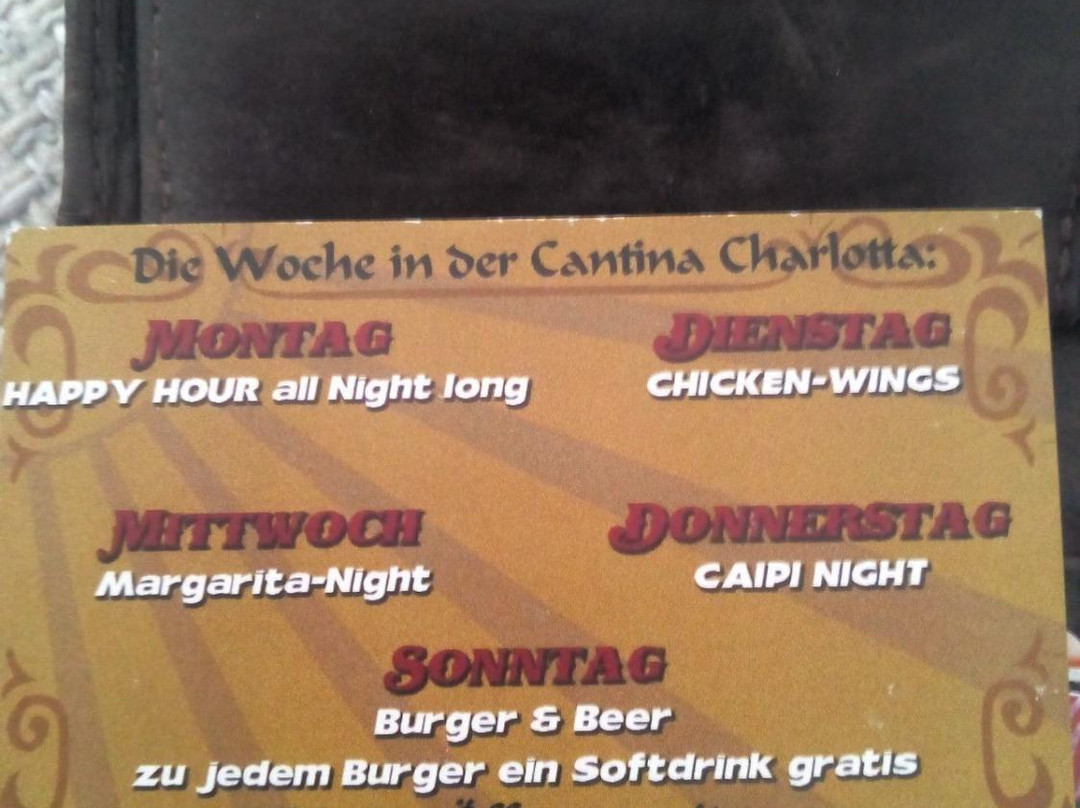 Die Woche in der Cantina Charlotta:
MONTAG
HAPPY HOUR all Night long
DIENSTAG
CHICKEN-WINGS
MITTWOCH
Margarita-Night
DONNERSTAG
CAIPI NIGHT
SONNTAG
Burger & Beer
zu jedem Burger ein Softdrink gratis